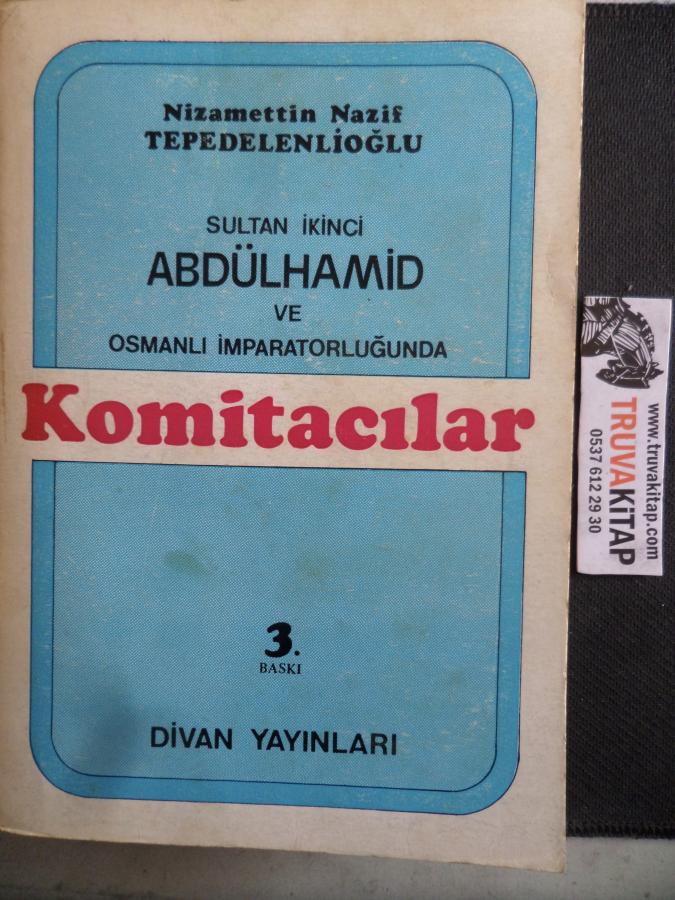 Nizamettin Nazif
TEPEDELENLİOĞLU
SULTAN İKİNCİ
ABDÜLHAMİD
VE
OSMANLI İMPARATORLUĞUNDA
Komitacılar
3.
BASKI
DİVAN YAYINLARI
www.truvakitap.com
TRUVAKİTAP
0537 612 29 30